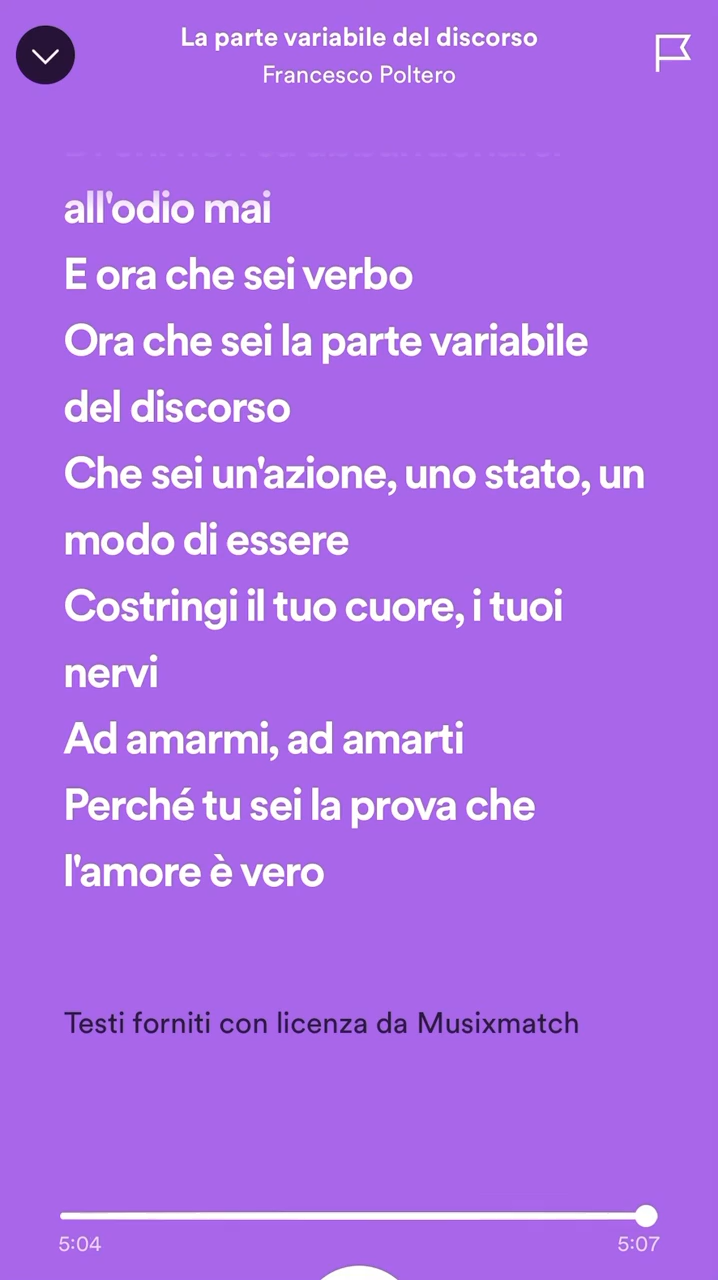 La parte variabile del discorso
Francesco Poltero
all'odio mai
E ora che sei verbo
Ora che sei la parte variabile
del discorso
Che sei un'azione, uno stato, un
modo di essere
Costringi il tuo cuore, i tuoi
nervi
Ad amarmi, ad amarti
Perché tu sei la prova che
l'amore è vero
Testi forniti con licenza da Musixmatch
5:04
5:07